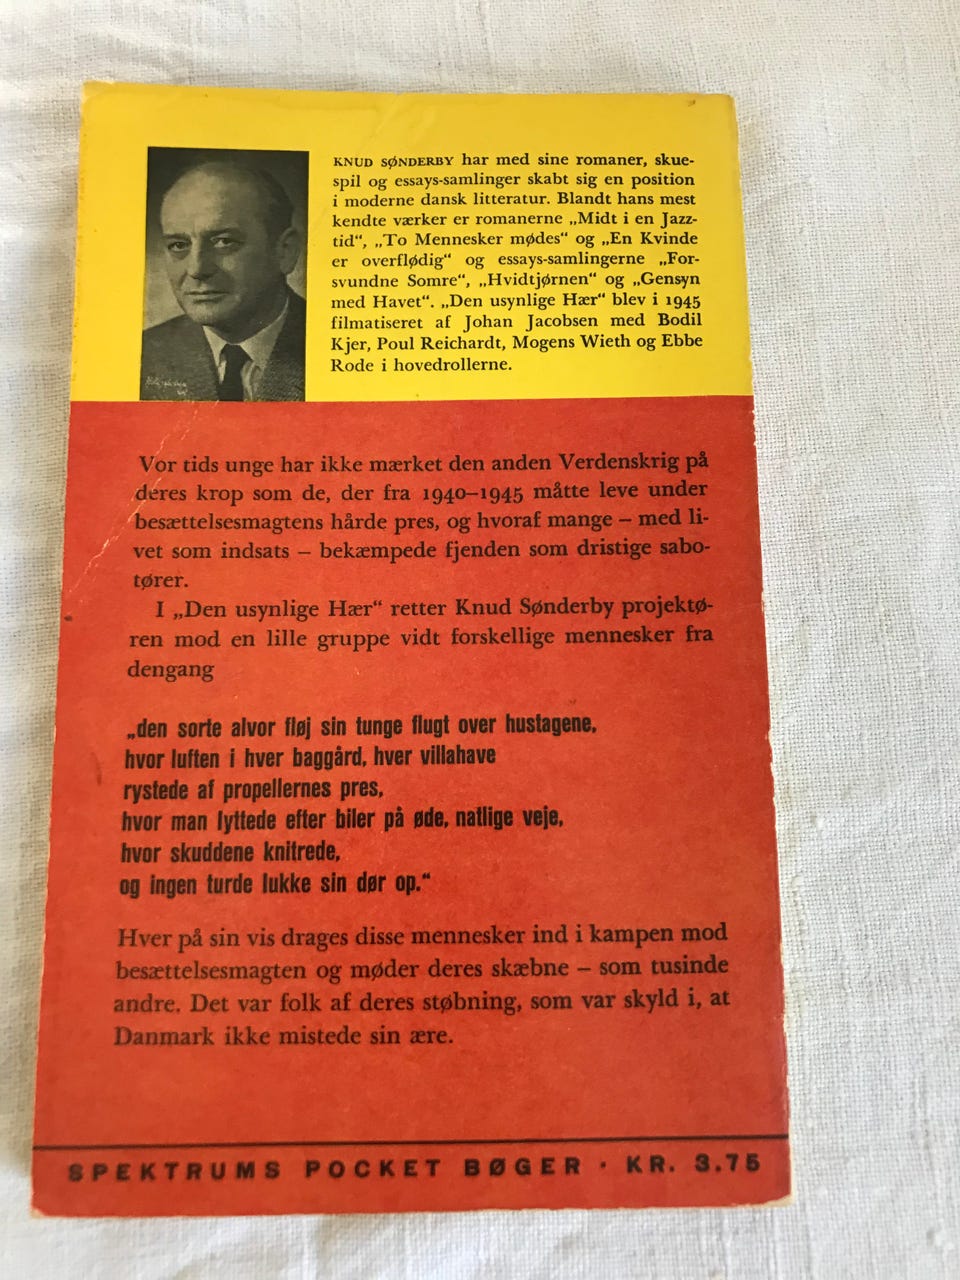 KNUD SØNDERBY har med sine romaner, skue-
spil og essays-samlinger skabt sig en position
i moderne dansk litteratur. Blandt hans mest
kendte værker er romanerne „Midt i en Jazz-
tid“, „To Mennesker mødes“ og „En Kvinde
er overflødig“ og essays-samlingerne „For-
svundne Somre“, „Hvidtjørnen“ og „Gensyn
med Havet“. „Den usynlige Hær“ blev i 1945
filmatiseret af Johan Jacobsen med Bodil
Kjer, Poul Reichardt, Mogens Wieth og Ebbe
Rode i hovedrollerne.
Vor tids unge har ikke mærket den anden Verdenskrig på
deres krop som de, der fra 1940–1945 måtte leve under
besættelsesmagtens hårde pres, og hvoraf mange – med li-
vet som indsats – bekæmpede fjenden som dristige sabo-
tører.
I „Den usynlige Hær“ retter Knud Sønderby projektø-
ren mod en lille gruppe vidt forskellige mennesker fra
dengang
„den sorte alvor fløj sin tunge flugt over hustagene,
hvor luften i hver baggård, hver villahave
rystede af propellernes pres,
hvor man lyttede efter biler på øde, natlige veje,
hvor skuddene knitrede,
og ingen turde lukke sin dør op.“
Hver på sin vis drages disse mennesker ind i kampen mod
besættelsesmagten og møder deres skæbne – som tusinde
andre. Det var folk af deres støbning, som var skyld i, at
Danmark ikke mistede sin ære.
SPEKTRUMS POCKET BØGER · KR. 3.75